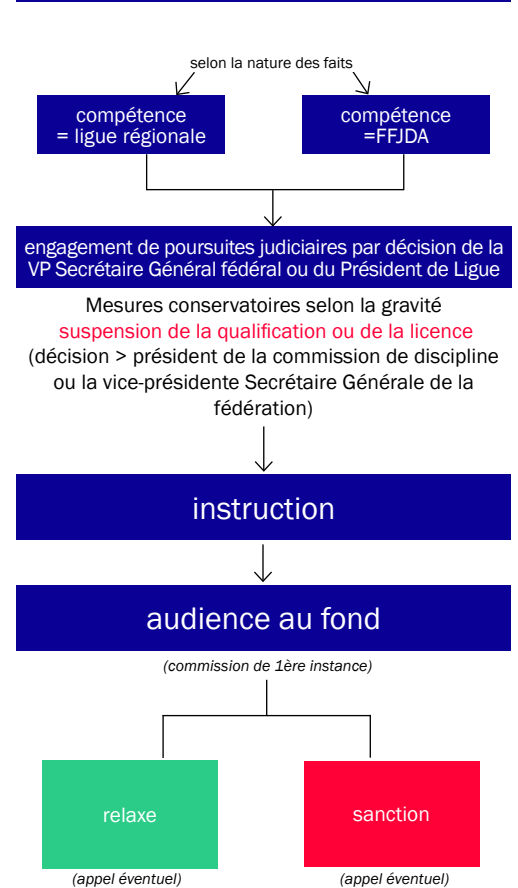 selon la nature des faits
compétence
= ligue régionale
compétence
=FFJDA
engagement de poursuites judiciaires par décision de la
VP Secrétaire Général fédéral ou du Président de Ligue
Mesures conservatoires selon la gravité
suspension de la qualification ou de la licence
(décision > président de la commission de discipline
ou la vice-présidente Secrétaire Générale de la
fédération)
instruction
audience au fond
(commission de 1ère instance)
relaxe
sanction
(appel éventuel)
(appel éventuel)